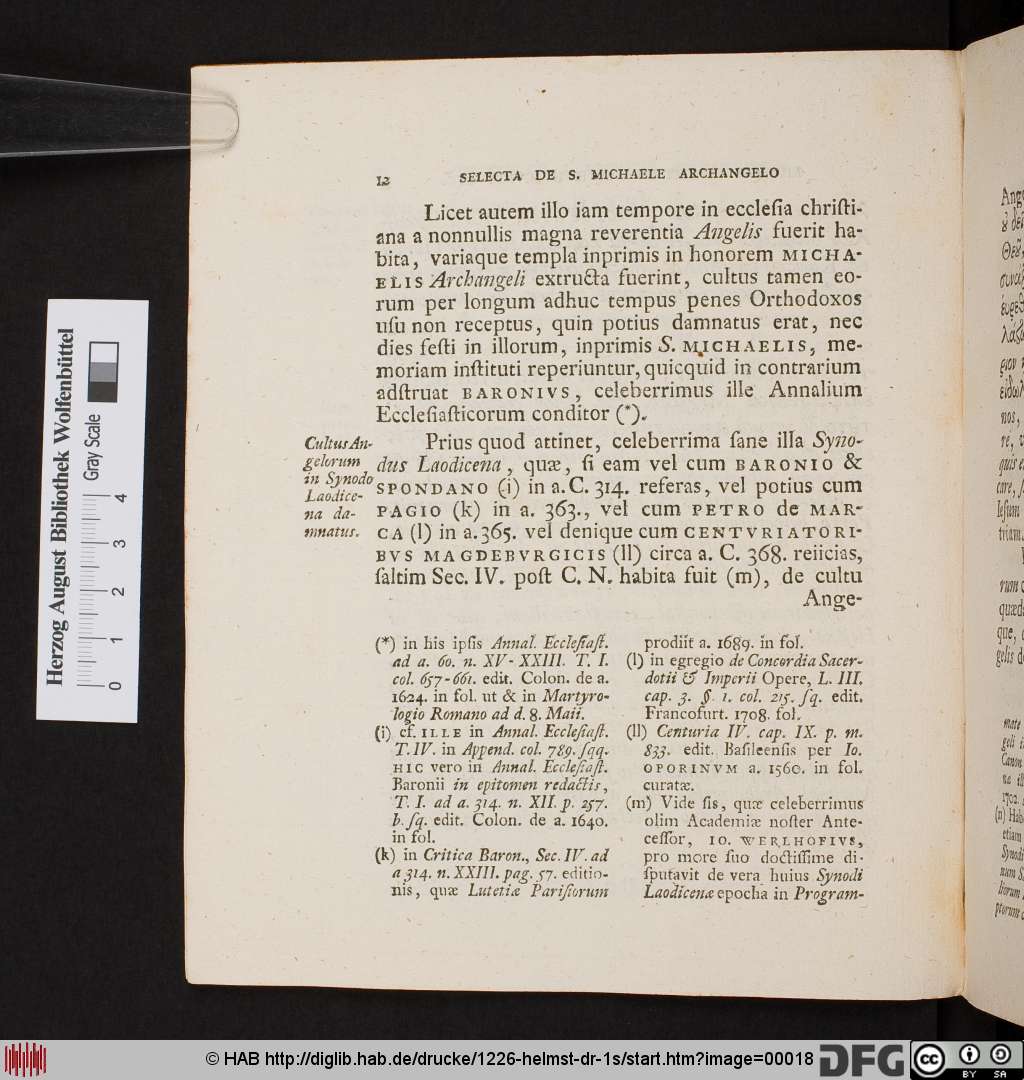 12 SELECTA DE S. MICHAELE ARCHANGELO
Licet autem illo iam tempore in ecclesia christi-
ana a nonnullis magna reverentia Angelis fuerit ha-
bita, variaque templa inprimis in honorem MICHA-
ELIS Archangeli extructa fuerint, cultus tamen eo-
rum per longum adhuc tempus penes Orthodoxos
usu non receptus, quin potius damnatus erat, nec
dies festi in illorum, inprimis S. MICHAELIS, me-
moriam instituti reperiuntur, quicquid in contrarium
adstruat BARONIVS, celeberrimus ille Annalium
Ecclesiasticorum conditor (*).
Cultus An-
gelorum
in Synodo
Laodice-
na da-
mnatus.
Prius quod attinet, celeberrima sane illa Syno-
dus Laodicena, quæ, si eam vel cum BARONIO &
SPONDANO (i) in a. C. 314. referas, vel potius cum
PAGIO (k) in a. 363., vel cum PETRO de MAR-
CA (l) in a. 365. vel denique cum CENTVRIATORI-
BVS MAGDEBVRGICIS (ll) circa a. C. 368. reiicias,
saltim Sec. IV. post C. N. habita fuit (m), de cultu
Ange-
(*) in his ipsis Annal. Ecclesiast.
ad a. 60. n. XV-XXIII. T. I.
col. 657-661. edit. Colon. de a.
1624. in fol. ut & in Martyro-
logio Romano ad d. 8. Maii.
(i) cf. ILLE in Annal. Ecclesiast.
T. IV. in Append. col. 789. sqq.
HIC vero in Annal. Ecclesiast.
Baronii in epitomen redactis,
T. I. ad a. 314. n. XII. p. 257.
b. sq. edit. Colon. de a. 1640.
in fol.
(k) in Critica Baron., Sec. IV. ad
a 314. n. XXIII. pag. 57. editio-
nis, quæ Lutetiæ Parisiorum
prodiit a. 1689. in fol.
(l) in egregio de Concordia Sacer-
dotii & Imperii Opere, L. III.
cap. 3. §. 1. col. 215. sq. edit.
Francofurt. 1708. fol.
(ll) Centuria IV. cap. IX. p. m.
833. edit. Basileensis per Io.
OPORINVM a. 1560. in fol.
curatæ.
(m) Vide sis, quæ celeberrimus
olim Academiæ noster Ante-
cessor, IO. WERLHOFIVS,
pro more suo doctissime di-
sputavit de vera huius Synodi
Laodicenæ epocha in Program-
Herzog August Bibliothek Wolfenbüttel
Gray Scale
0 1 2 3 4
© HAB http://diglib.hab.de/drucke/1226-helmst-dr-1s/start.htm?image=00018
DFG
cc BY SA